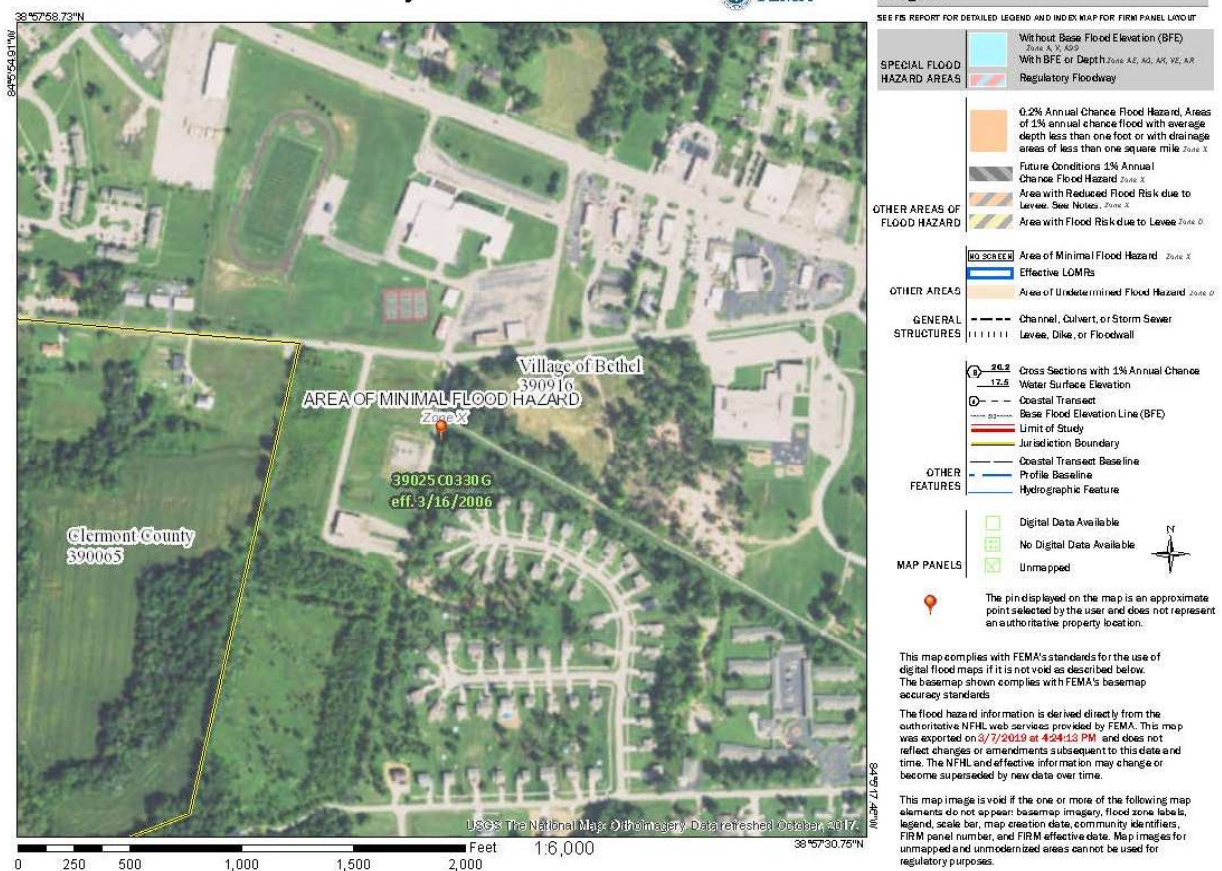 38°57'58.73"N
84°5'54.91"W
SEE FIS REPORT FOR DETAILED LEGEND AND INDEX MAP FOR FIRM PANEL LAYOUT
Village of Bethel
390916
AREA OF MINIMAL FLOOD HAZARD
Zone X
39025C0330G
eff. 3/16/2006
Clermont County
390065
USGS The National Map: Orthoimagery. Data refreshed October, 2017.
84°5'17.46"W
38°57'30.75"N
Feet
1:6,000
0 250 500 1,000 1,500 2,000
SPECIAL FLOOD
HAZARD AREAS
Without Base Flood Elevation (BFE)
Zone A, V, A99
With BFE or Depth Zone AE, AO, AH, VE, AR
Regulatory Floodway
OTHER AREAS OF
FLOOD HAZARD
0.2% Annual Chance Flood Hazard, Areas
of 1% annual chance flood with average
depth less than one foot or with drainage
areas of less than one square mile Zone X
Future Conditions 1% Annual
Chance Flood Hazard Zone X
Area with Reduced Flood Risk due to
Levee. See Notes. Zone X
Area with Flood Risk due to Levee Zone D
OTHER AREAS
NO SCREEN Area of Minimal Flood Hazard Zone X
Effective LOMRs
Area of Undetermined Flood Hazard Zone D
GENERAL
STRUCTURES
Channel, Culvert, or Storm Sewer
Levee, Dike, or Floodwall
OTHER
FEATURES
B 20.2 Cross Sections with 1% Annual Chance
17.5 Water Surface Elevation
Coastal Transect
Base Flood Elevation Line (BFE)
Limit of Study
Jurisdiction Boundary
Coastal Transect Baseline
Profile Baseline
Hydrographic Feature
MAP PANELS
Digital Data Available
No Digital Data Available
Unmapped
N
The pin displayed on the map is an approximate
point selected by the user and does not represent
an authoritative property location.
This map complies with FEMA's standards for the use of
digital flood maps if it is not void as described below.
The basemap shown complies with FEMA's basemap
accuracy standards
The flood hazard information is derived directly from the
authoritative NFHL web services provided by FEMA. This map
was exported on 3/7/2019 at 4:24:13 PM and does not
reflect changes or amendments subsequent to this date and
time. The NFHL and effective information may change or
become superseded by new data over time.
This map image is void if the one or more of the following map
elements do not appear: basemap imagery, flood zone labels,
legend, scale bar, map creation date, community identifiers,
FIRM panel number, and FIRM effective date. Map images for
unmapped and unmodernized areas cannot be used for
regulatory purposes.